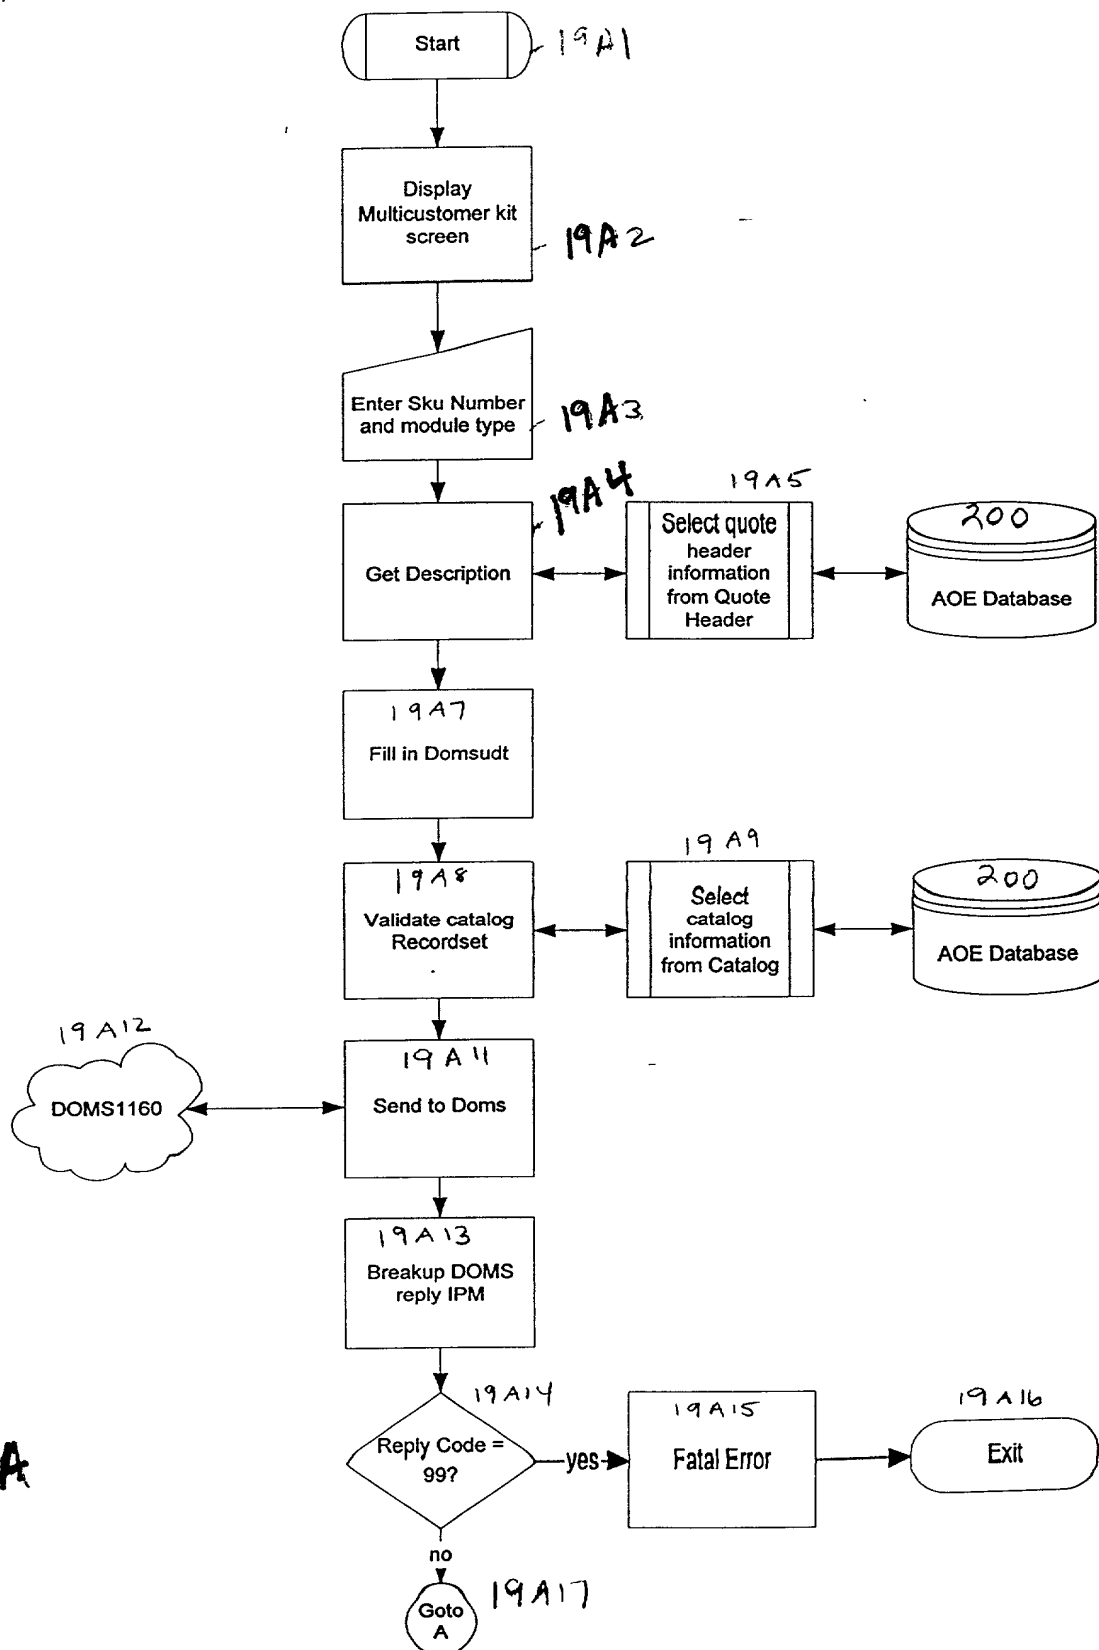 Start
19A1
Display
Multicustomer kit
screen
19A2
Enter Sku Number
and module type
19A3
19A4
Get Description
19A5
Select quote
header
information
from Quote
Header
200
AOE Database
19A7
Fill in Domsudt
19A8
Validate catalog
Recordset
19A9
Select
catalog
information
from Catalog
200
AOE Database
19A12
DOMS1160
19A11
Send to Doms
19A13
Breakup DOMS
reply IPM
19A14
Reply Code =
99?
yes
19A15
Fatal Error
19A16
Exit
A
no
Goto
A
19A17